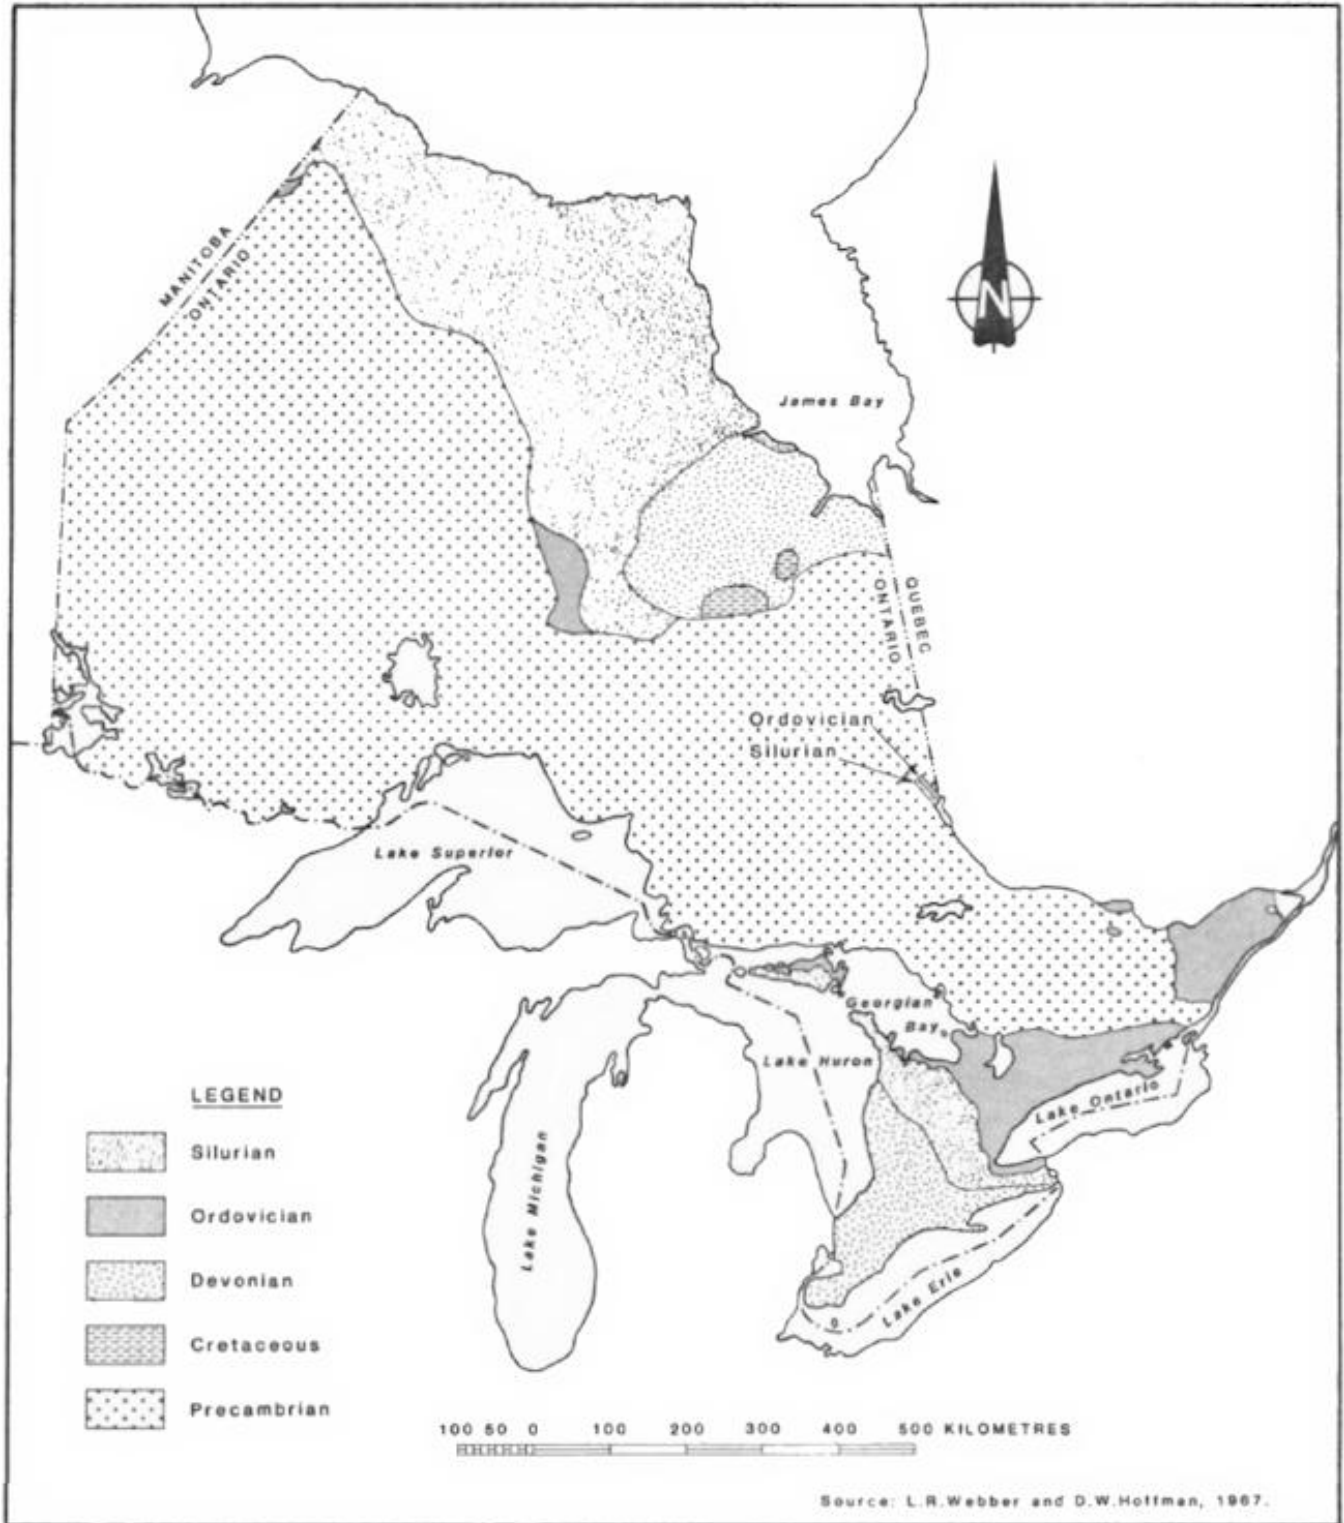 MANITOBA
ONTARIO
N
James Bay
QUEBEC
ONTARIO
Ordovician
Silurian
Lake Superior
Georgian
Bay
Lake Huron
Lake Ontario
Lake Michigan
Lake Erie
LEGEND
Silurian
Ordovician
Devonian
Cretaceous
Precambrian
100 50 0 100 200 300 400 500 KILOMETRES
Source: L.R.Webber and D.W.Hoffman, 1967.